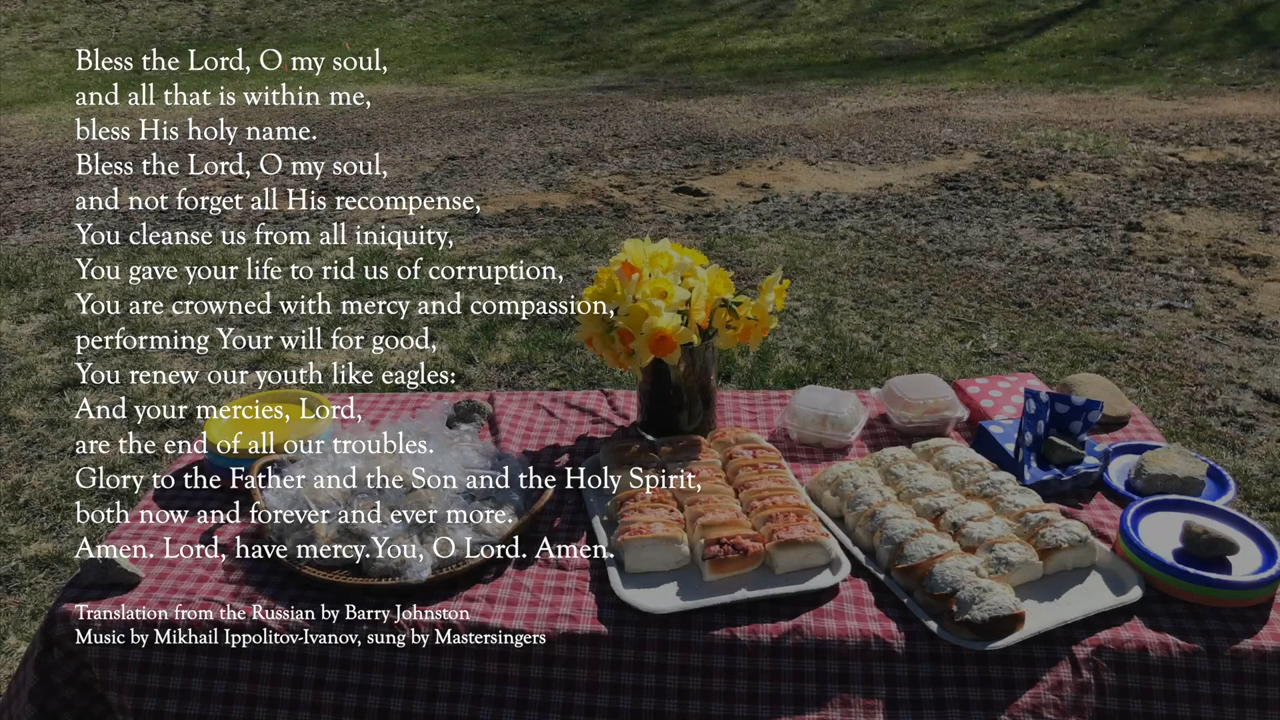 Bless the Lord, O my soul,
and all that is within me,
bless His holy name.
Bless the Lord, O my soul,
and not forget all His recompense,
You cleanse us from all iniquity,
You gave your life to rid us of corruption,
You are crowned with mercy and compassion,
performing Your will for good,
You renew our youth like eagles:
And your mercies, Lord,
are the end of all our troubles.
Glory to the Father and the Son and the Holy Spirit,
both now and forever and ever more.
Amen. Lord, have mercy.You, O Lord. Amen.
Translation from the Russian by Barry Johnston
Music by Mikhail Ippolitov-Ivanov, sung by Mastersingers